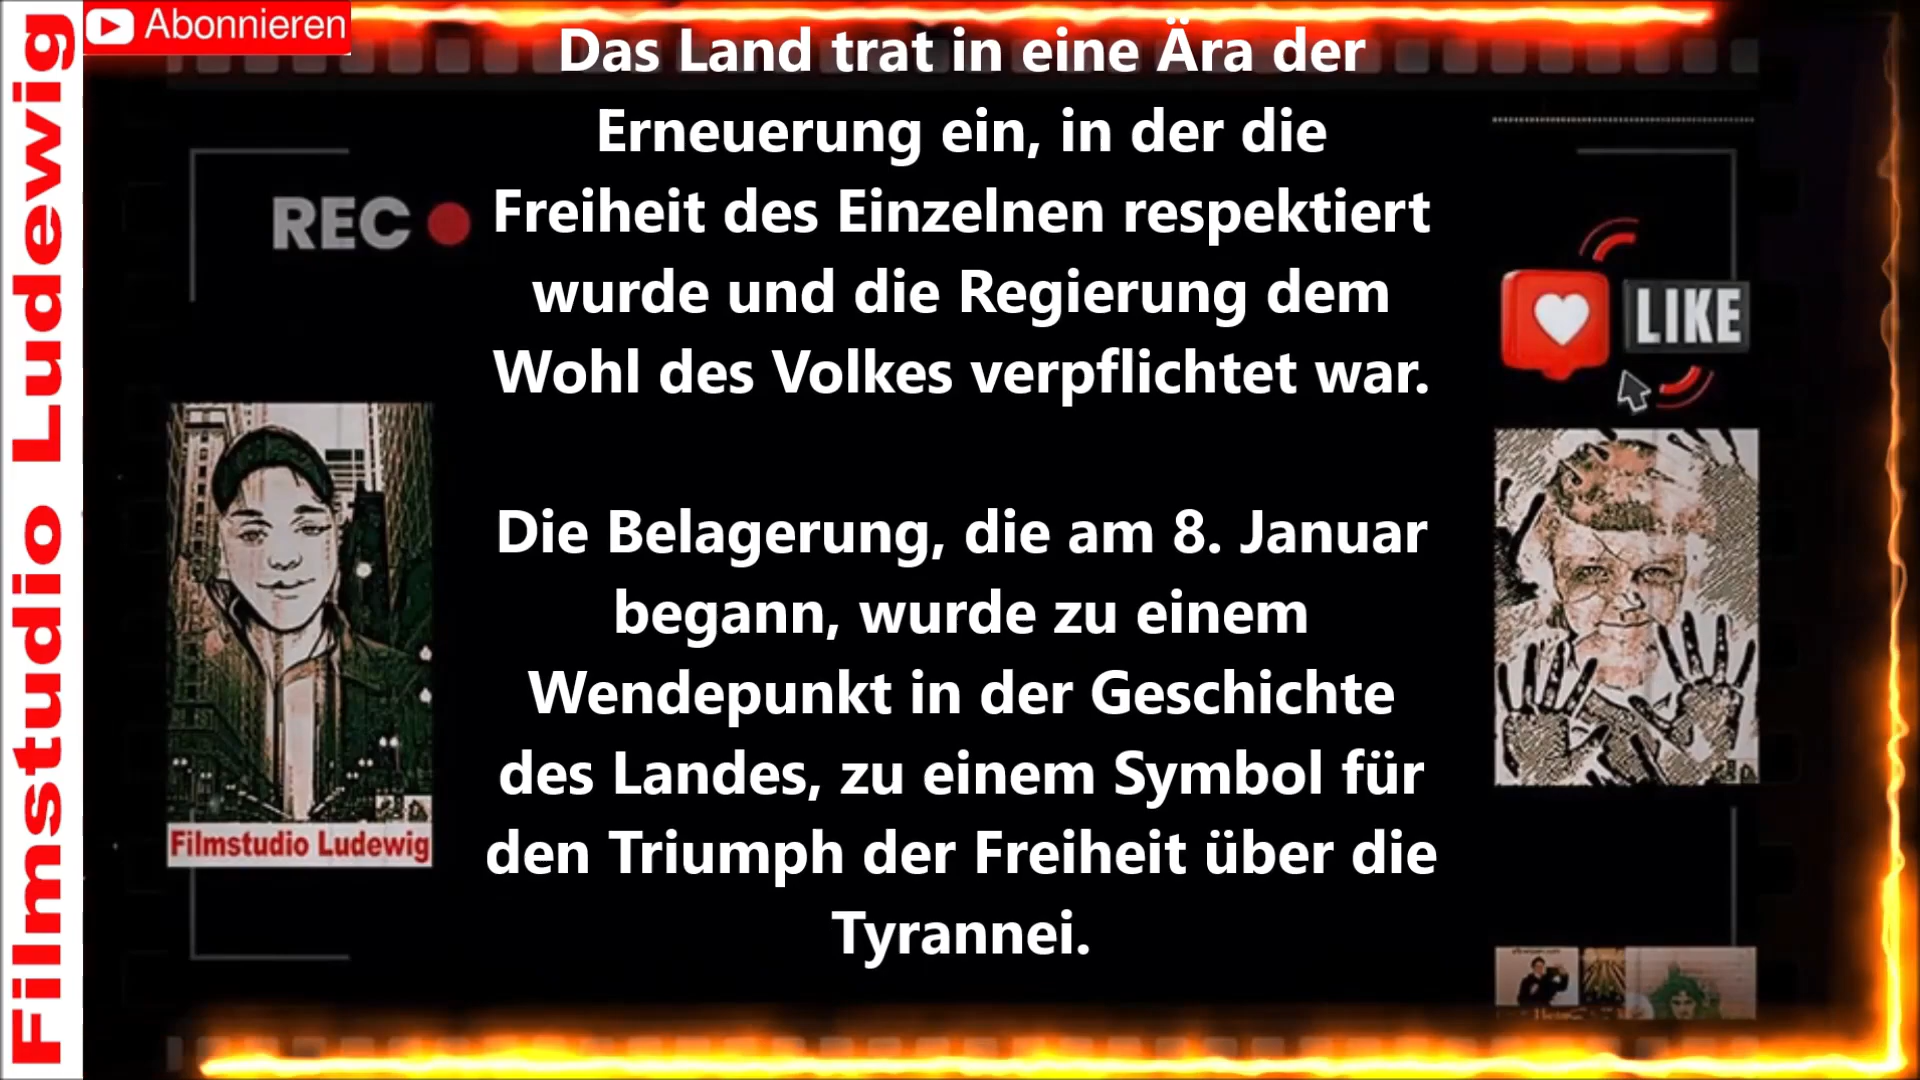 Filmstudio Ludewig
Abonnieren
Das Land trat in eine Ära der
Erneuerung ein, in der die
Freiheit des Einzelnen respektiert
wurde und die Regierung dem
Wohl des Volkes verpflichtet war.
Die Belagerung, die am 8. Januar
begann, wurde zu einem
Wendepunkt in der Geschichte
des Landes, zu einem Symbol für
den Triumph der Freiheit über die
Tyrannei.
REC
Filmstudio Ludewig
LIKE